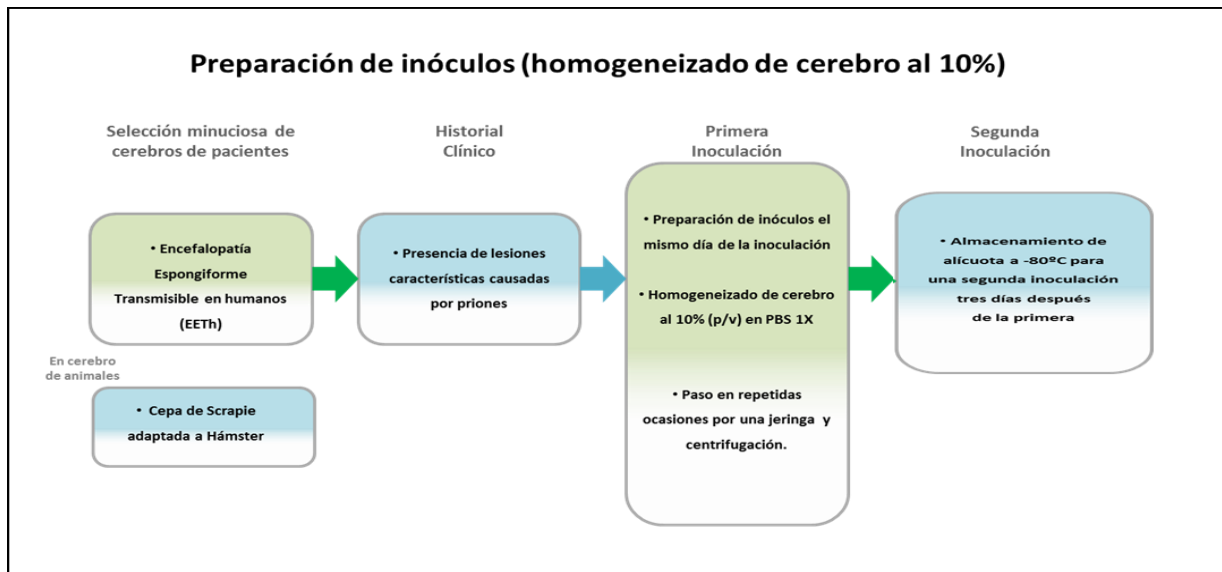 Preparación de inóculos (homogeneizado de cerebro al 10%)
Selección minuciosa de
cerebros de pacientes
• Encefalopatía
Espongiforme
Transmisible en humanos
(EETh)
En cerebro
de animales
• Cepa de Scrapie
adaptada a Hámster
Historial
Clínico
• Presencia de lesiones
características causadas
por priones
Primera
Inoculación
• Preparación de inóculos el
mismo día de la inoculación
• Homogeneizado de cerebro
al 10% (p/v) en PBS 1X
• Paso en repetidas
ocasiones por una jeringa y
centrifugación.
Segunda
Inoculación
• Almacenamiento de
alícuota a -80ºC para
una segunda inoculación
tres días después
de la primera